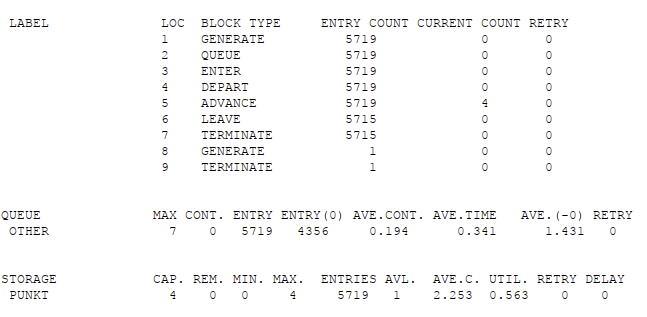 LABEL LOC BLOCK TYPE ENTRY COUNT CURRENT COUNT RETRY
1 GENERATE 5719 0 0
2 QUEUE 5719 0 0
3 ENTER 5719 0 0
4 DEPART 5719 0 0
5 ADVANCE 5719 4 0
6 LEAVE 5715 0 0
7 TERMINATE 5715 0 0
8 GENERATE 1 0 0
9 TERMINATE 1 0 0
QUEUE MAX CONT. ENTRY ENTRY(0) AVE.CONT. AVE.TIME AVE.(-0) RETRY
OTHER 7 0 5719 4356 0.194 0.341 1.431 0
STORAGE CAP. REM. MIN. MAX. ENTRIES AVL. AVE.C. UTIL. RETRY DELAY
PUNKT 4 0 0 4 5719 1 2.253 0.563 0 0